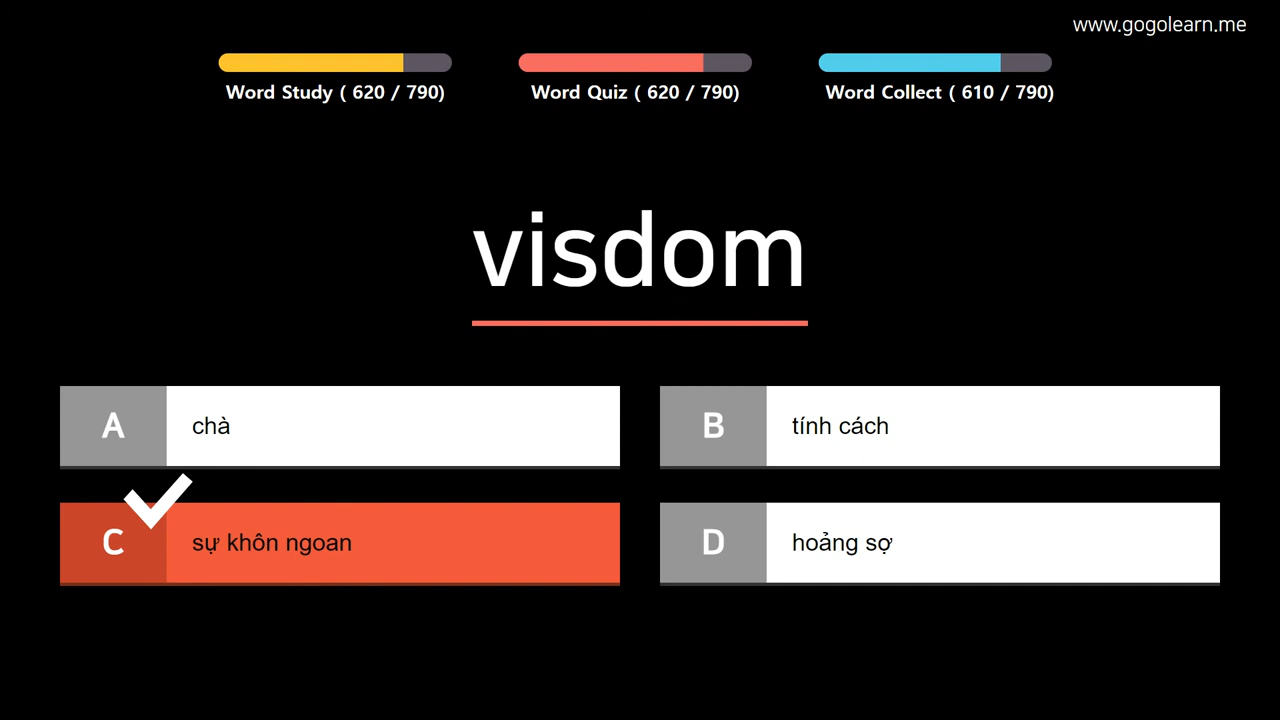 www.gogolearn.me
Word Study ( 620 / 790)
Word Quiz ( 620 / 790)
Word Collect ( 610 / 790)
visdom
A
chà
B
tính cách
C
sự khôn ngoan
D
hoảng sợ